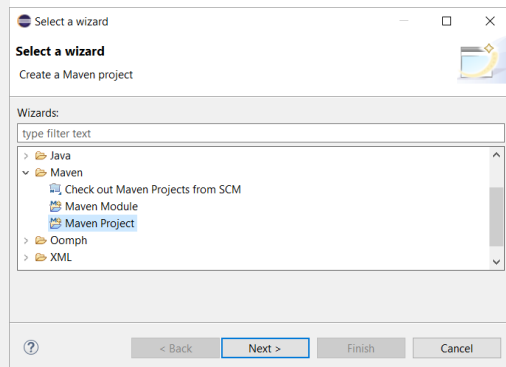 Select a wizard
Select a wizard
Create a Maven project
Wizards:
type filter text
Java
Maven
Check out Maven Projects from SCM
Maven Module
Maven Project
Oomph
XML
? < Back Next > Finish Cancel